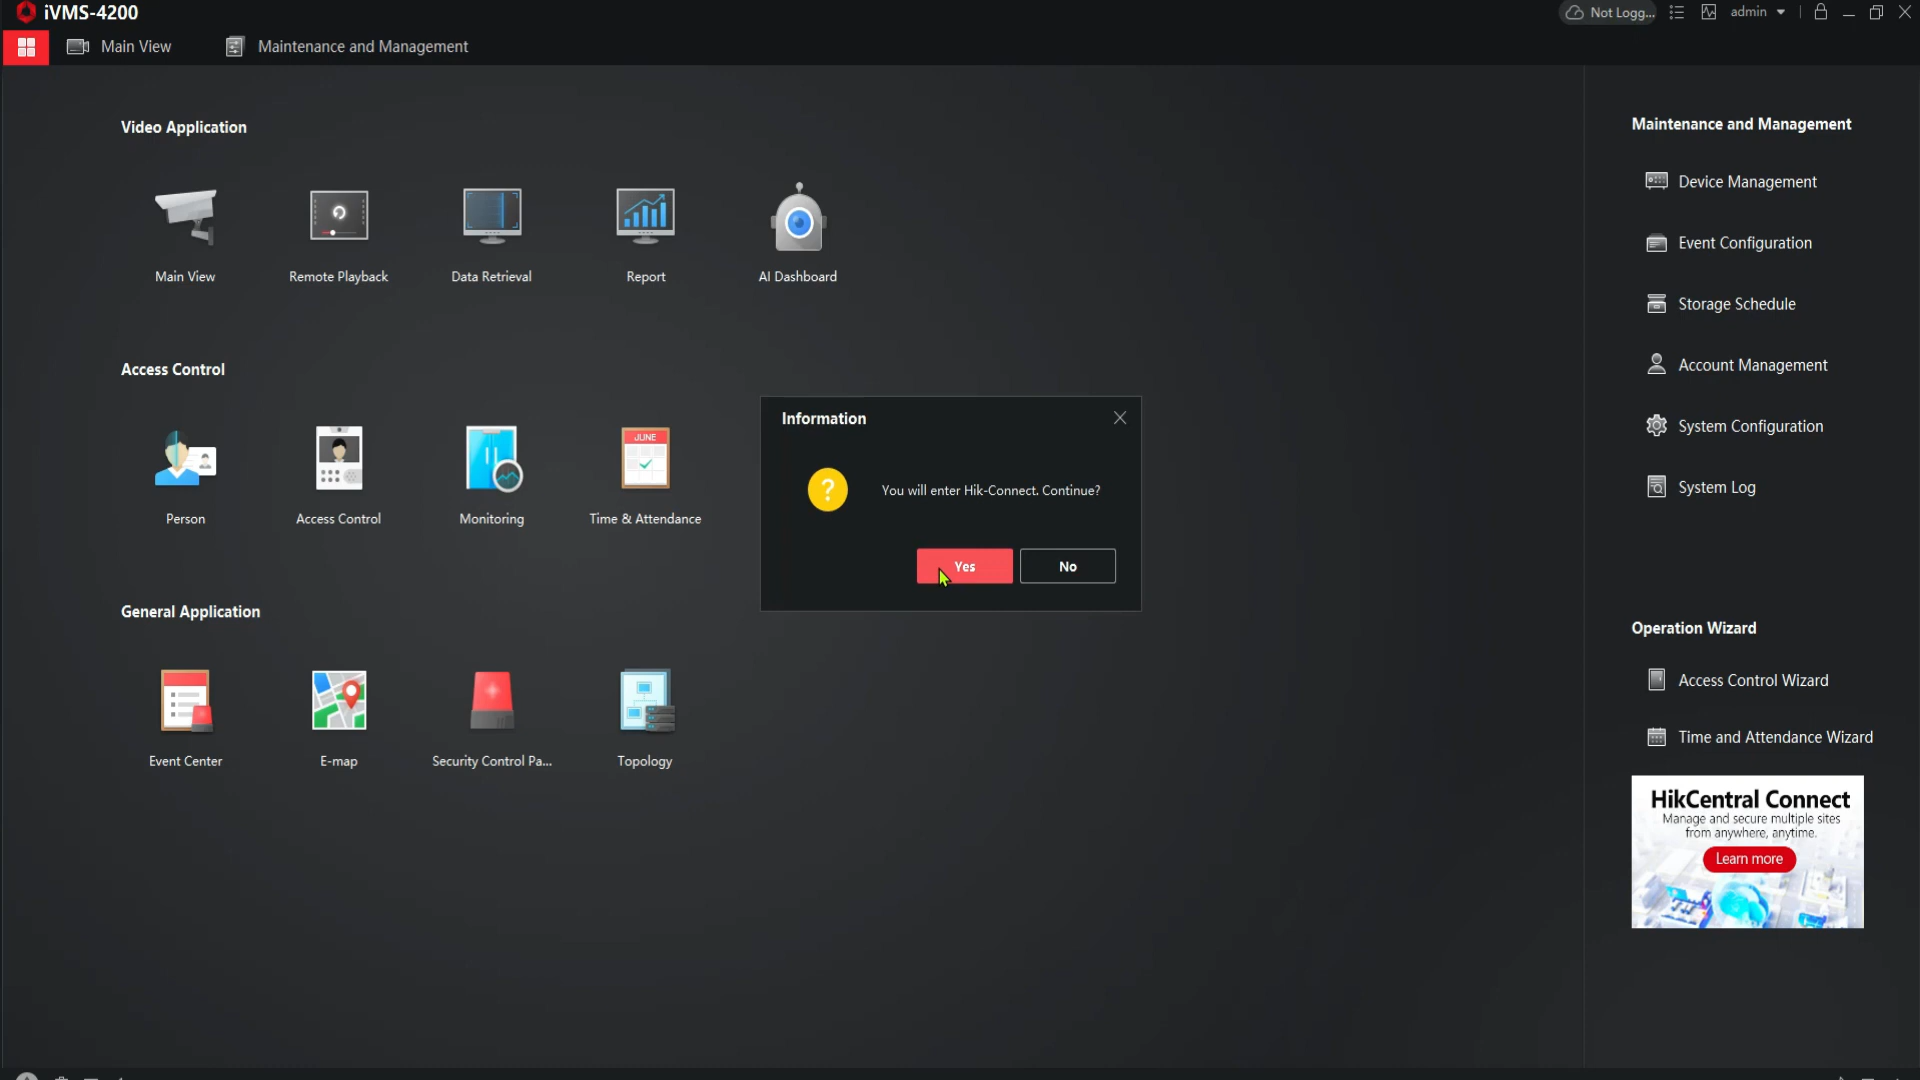 iVMS-4200
Not Logg...
admin
Main View
Maintenance and Management
Video Application
Main View
Remote Playback
Data Retrieval
Report
AI Dashboard
Access Control
Person
Access Control
JUNE
Monitoring
Time & Attendance
General Application
Event Center
E-map
Security Control Pa...
Topology
Information
?
You will enter Hik-Connect. Continue?
Yes
No
Maintenance and Management
Device Management
Event Configuration
Storage Schedule
Account Management
System Configuration
System Log
Operation Wizard
Access Control Wizard
Time and Attendance Wizard
HikCentral Connect
Manage and secure multiple sites
from anywhere, anytime.
Learn more